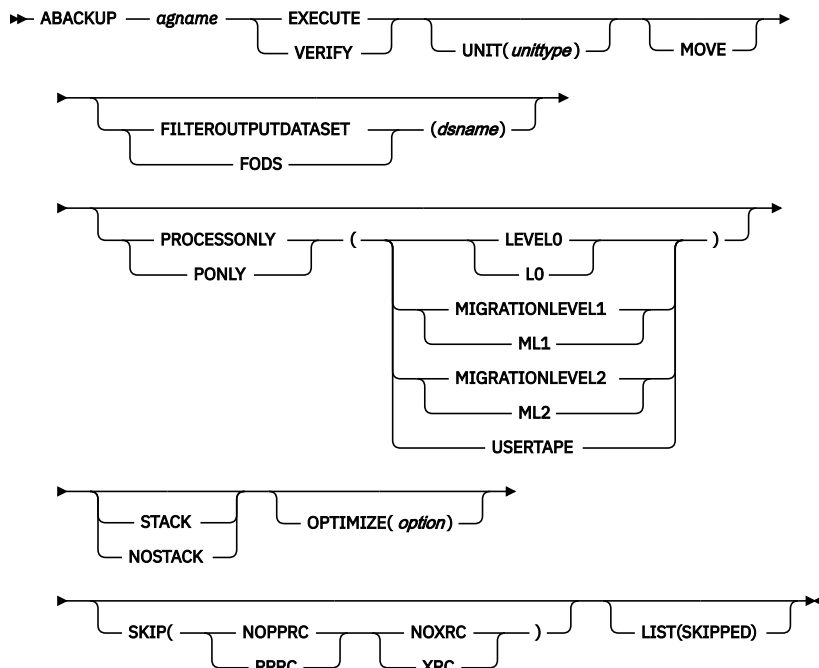 ABACKUP agname EXECUTE
VERIFY UNIT(unittype) MOVE
FILTEROUTPUTDATASET (dsname)
FODS
PROCESSONLY ( LEVEL0 )
PONLY L0
MIGRATIONLEVEL1
ML1
MIGRATIONLEVEL2
ML2
USERTAPE
STACK OPTIMIZE( option)
NOSTACK
SKIP( NOPPRC NOXRC ) LIST(SKIPPED)
PPRC XRC